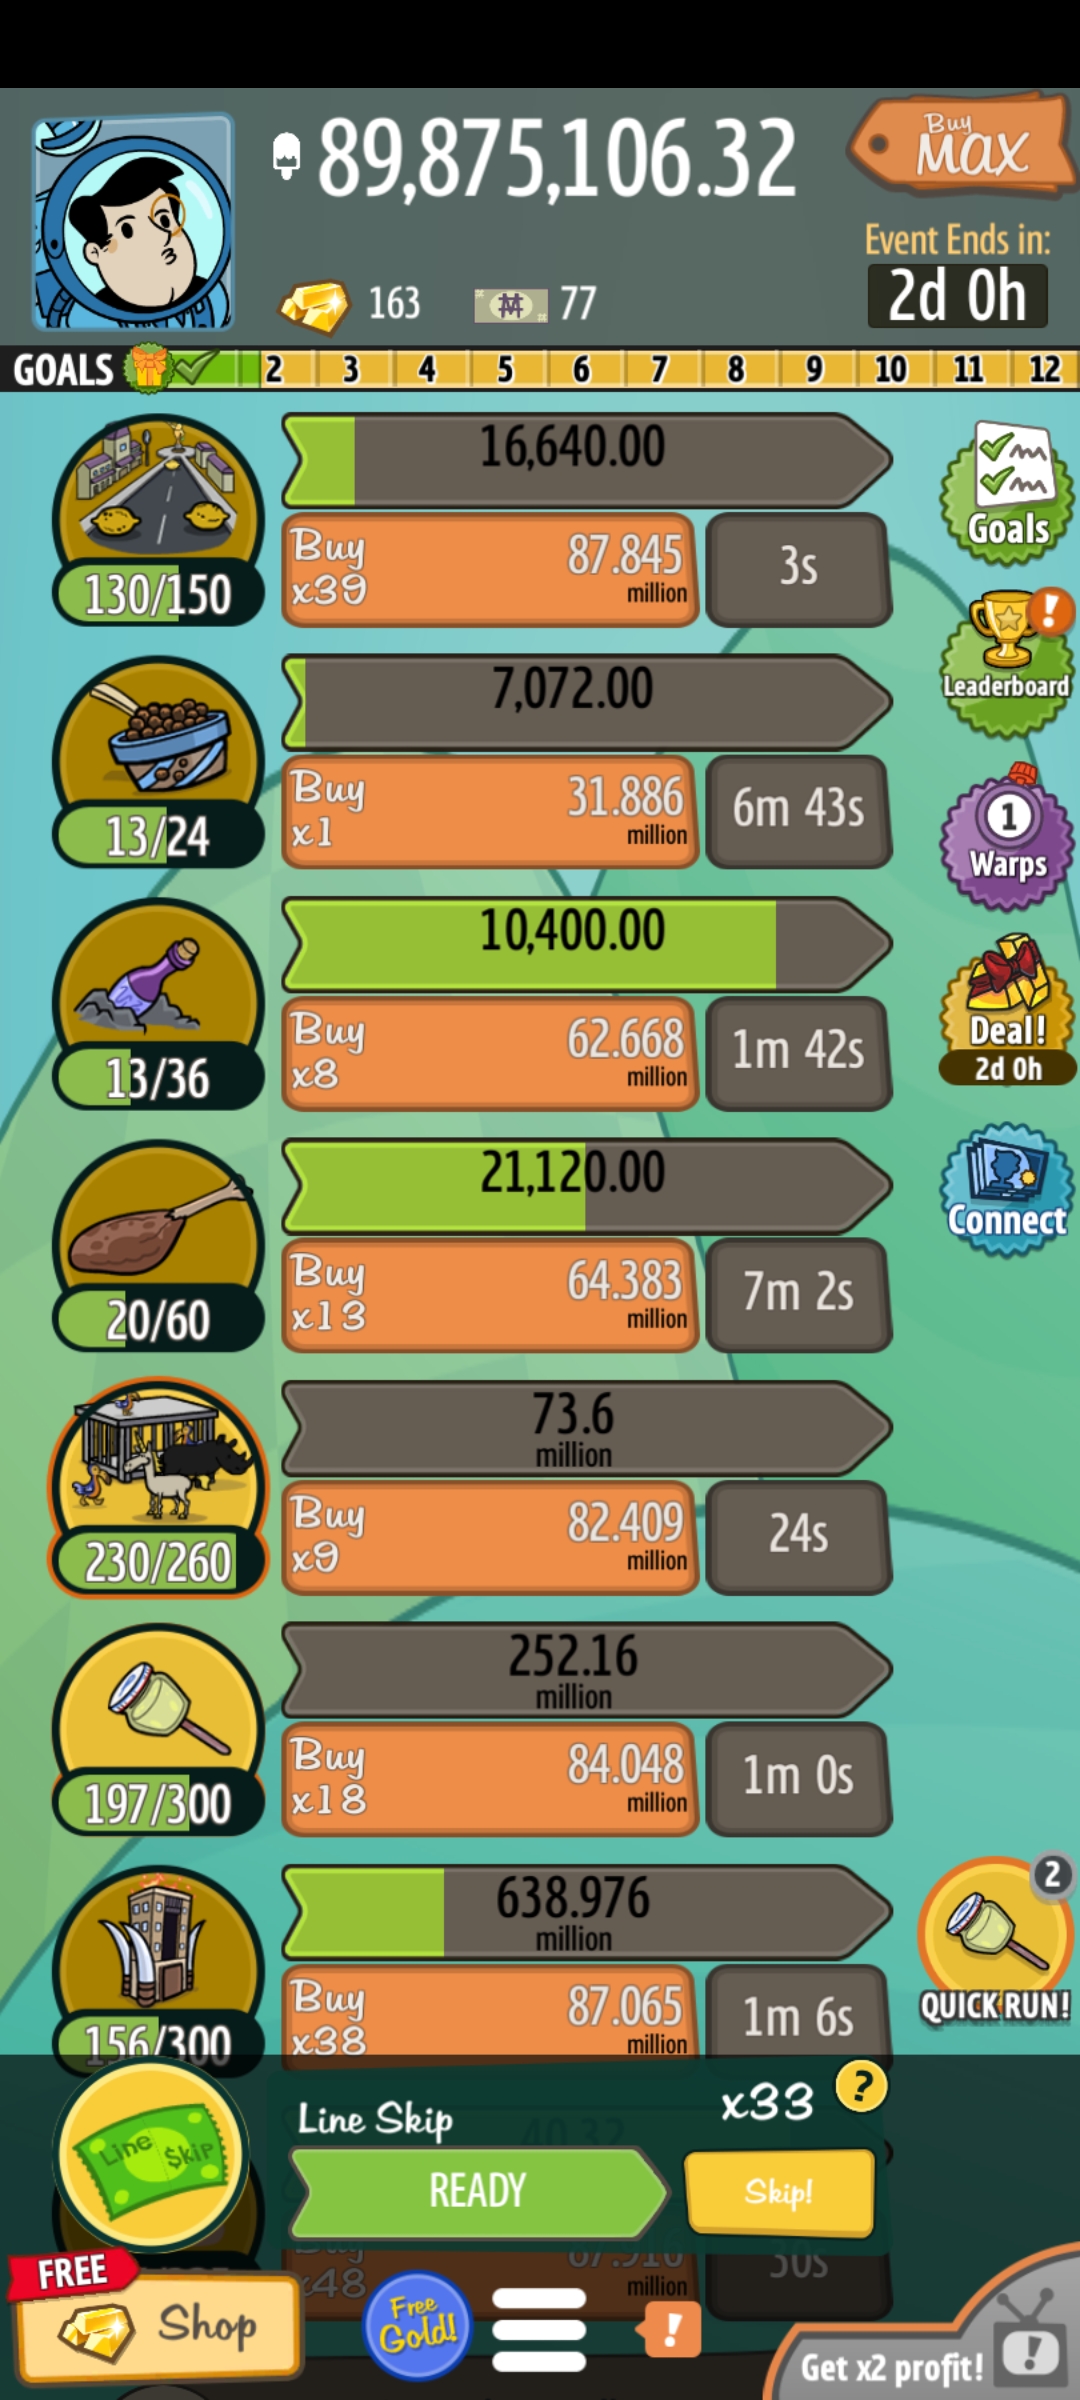 89,875,106.32
Buy
MAX
Event Ends in:
2d 0h
163
77
GOALS 2 3 4 5 6 7 8 9 10 11 12
16,640.00
130/150
Buy
x39
87.845
million
3s
Goals
7,072.00
13/24
Buy
x1
31.886
million
6m 43s
!
Leaderboard
10,400.00
13/36
Buy
x8
62.668
million
1m 42s
1
Warps
21,120.00
20/60
Buy
x13
64.383
million
7m 2s
Deal!
2d 0h
Connect
73.6
million
230/260
Buy
x9
82.409
million
24s
252.16
million
197/300
Buy
x18
84.048
million
1m 0s
638.976
million
156/300
Buy
x38
87.065
million
1m 6s
2
QUICK RUN!
Line Skip
Line Skip
x33
?
40.32
READY
Skip!
Buy
x48
67.916
million
30s
FREE
Shop
Free
Gold!
!
Get x2 profit!
!